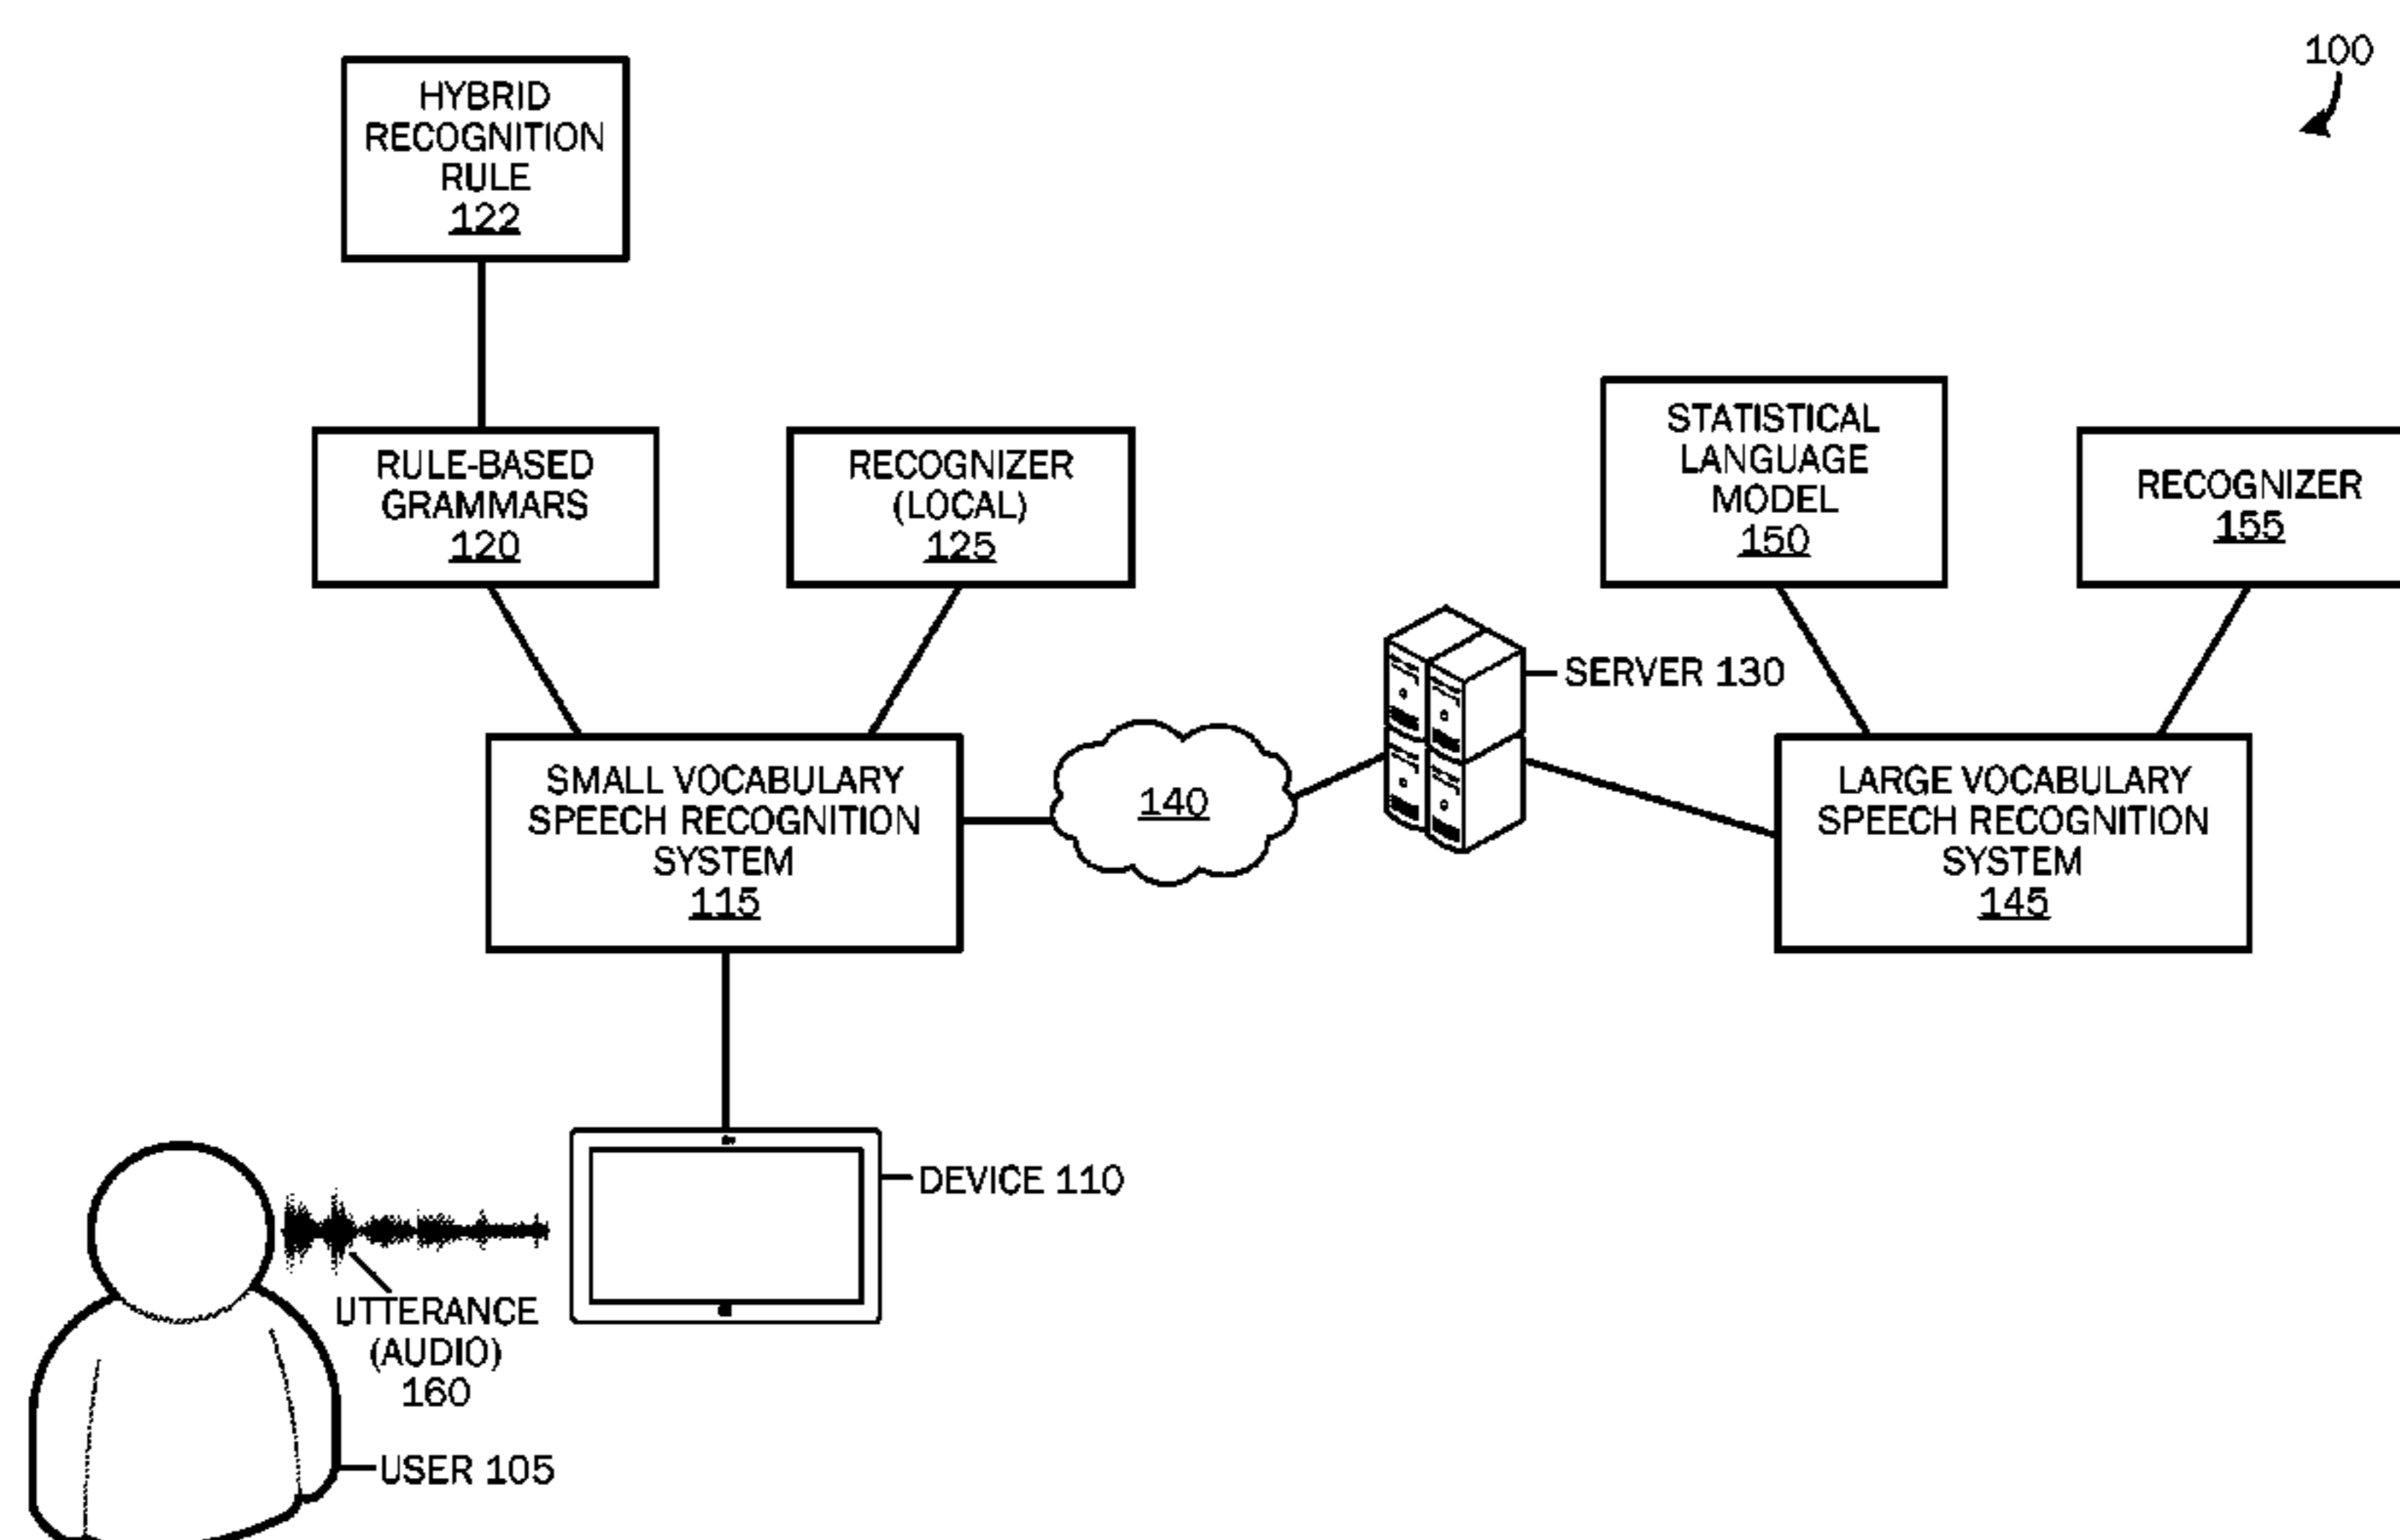 100
HYBRID
RECOGNITION
RULE
122
RULE-BASED
GRAMMARS
120
RECOGNIZER
(LOCAL)
125
STATISTICAL
LANGUAGE
MODEL
150
RECOGNIZER
155
SERVER 130
SMALL VOCABULARY
SPEECH RECOGNITION
SYSTEM
115
140
LARGE VOCABULARY
SPEECH RECOGNITION
SYSTEM
145
DEVICE 110
UTTERANCE
(AUDIO)
160
USER 105